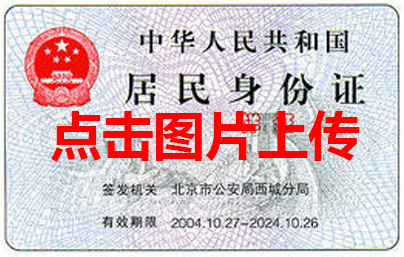 中华人民共和国
居民身份证
点击图片上传
签发机关 北京市公安局西城分局
有效期限 2004.10.27-2024.10.26